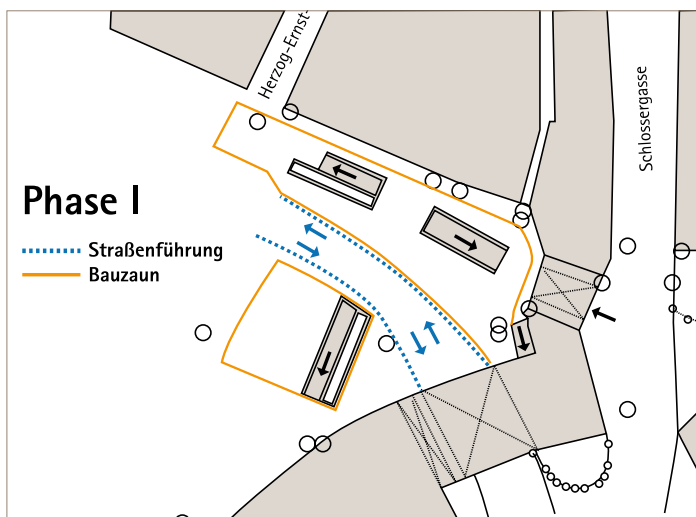 Herzog-Ernst-
Schlossergasse
Phase I
Straßenführung
Bauzaun